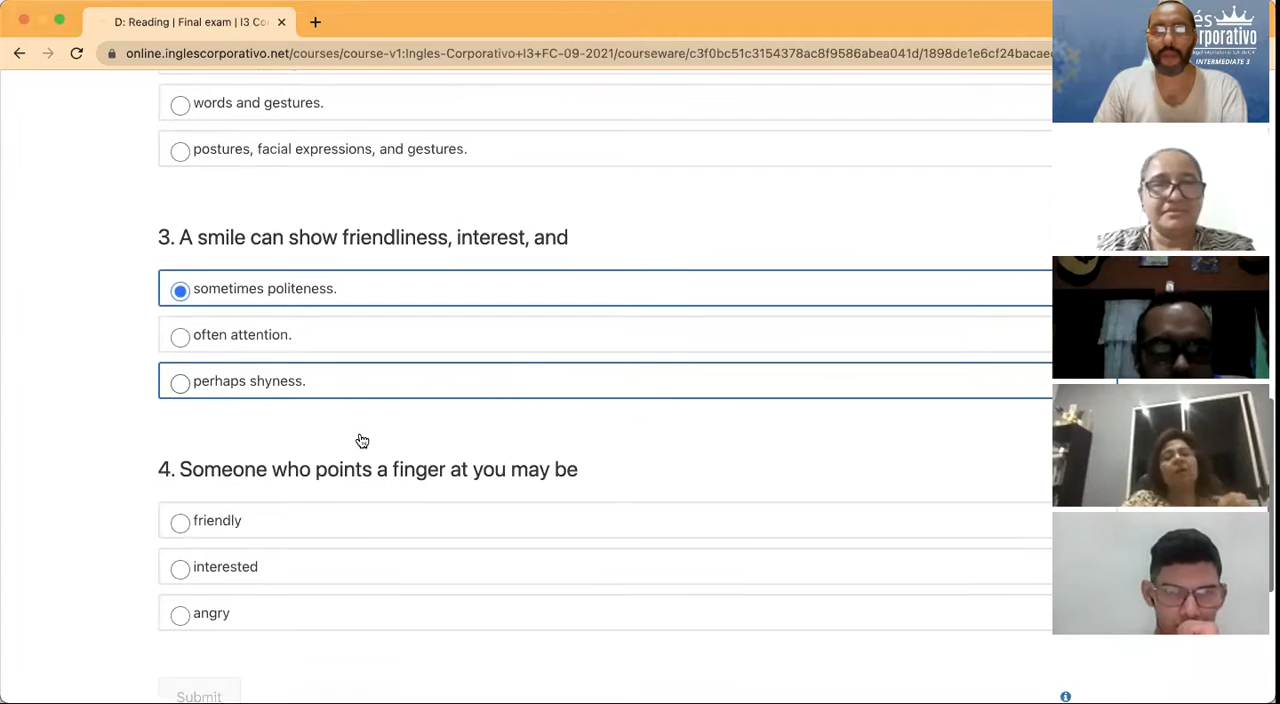 D: Reading | Final exam | I3 Co
online.inglescorporativo.net/courses/course-v1:Ingles-Corporativo+I3+FC-09-2021/courseware/c3f0bc51c3154378ac8f9586abea041d/1898de1e6cf24bacae
words and gestures.
postures, facial expressions, and gestures.
3. A smile can show friendliness, interest, and
sometimes politeness.
often attention.
perhaps shyness.
4. Someone who points a finger at you may be
friendly
interested
angry
Submit
INTERMEDIATE 3